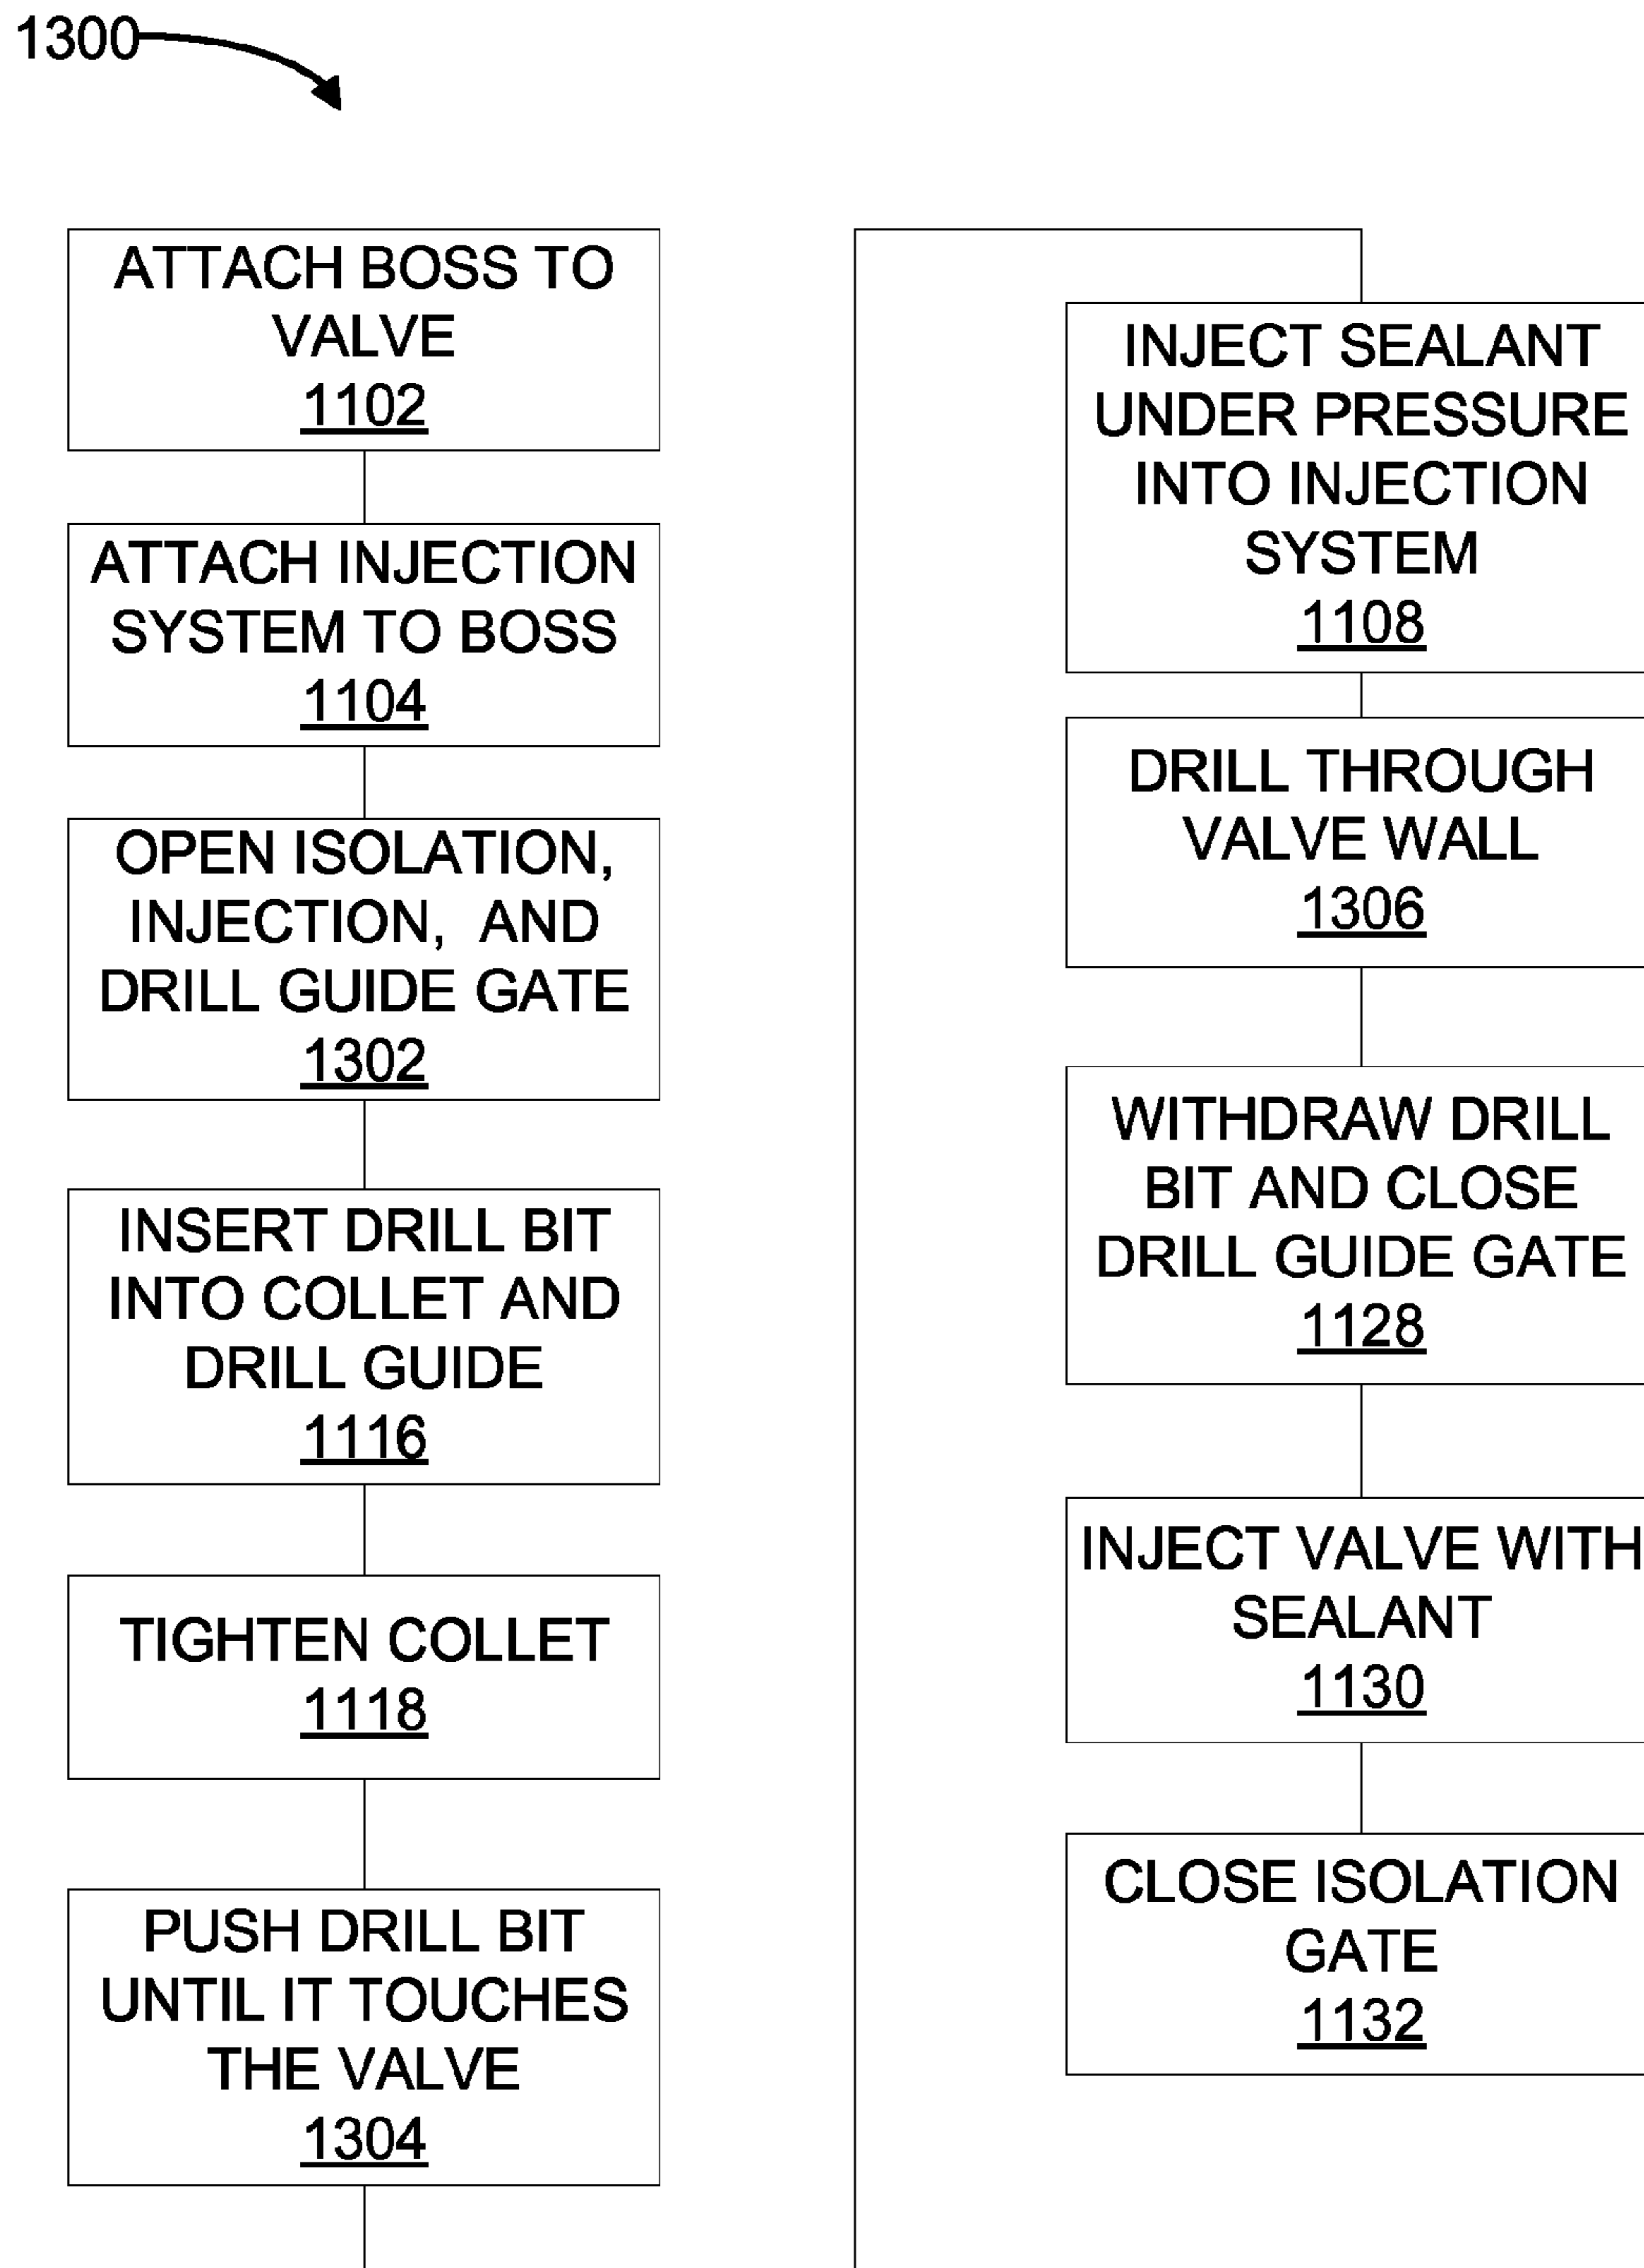 1300
ATTACH BOSS TO
VALVE
1102
ATTACH INJECTION
SYSTEM TO BOSS
1104
OPEN ISOLATION,
INJECTION, AND
DRILL GUIDE GATE
1302
INSERT DRILL BIT
INTO COLLET AND
DRILL GUIDE
1116
TIGHTEN COLLET
1118
PUSH DRILL BIT
UNTIL IT TOUCHES
THE VALVE
1304
INJECT SEALANT
UNDER PRESSURE
INTO INJECTION
SYSTEM
1108
DRILL THROUGH
VALVE WALL
1306
WITHDRAW DRILL
BIT AND CLOSE
DRILL GUIDE GATE
1128
INJECT VALVE WITH
SEALANT
1130
CLOSE ISOLATION
GATE
1132